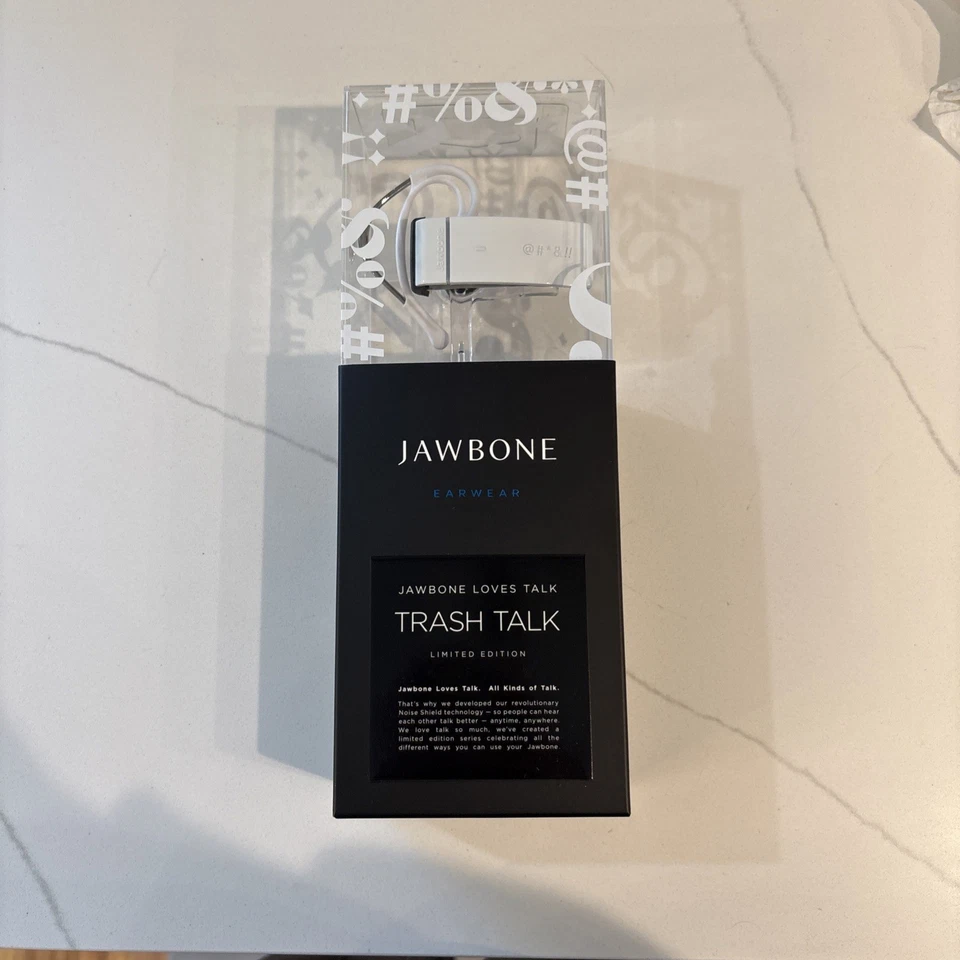 #%&*!
@#
!
#%&
@#*&!!
JAWBONE
EARWEAR
JAWBONE LOVES TALK
TRASH TALK
LIMITED EDITION
Jawbone Loves Talk. All Kinds of Talk.
That's why we developed our revolutionary
Noise Shield technology — so people can hear
each other talk better — anytime, anywhere.
We love talk so much, we've created a
limited edition series celebrating all the
different ways you can use your Jawbone.